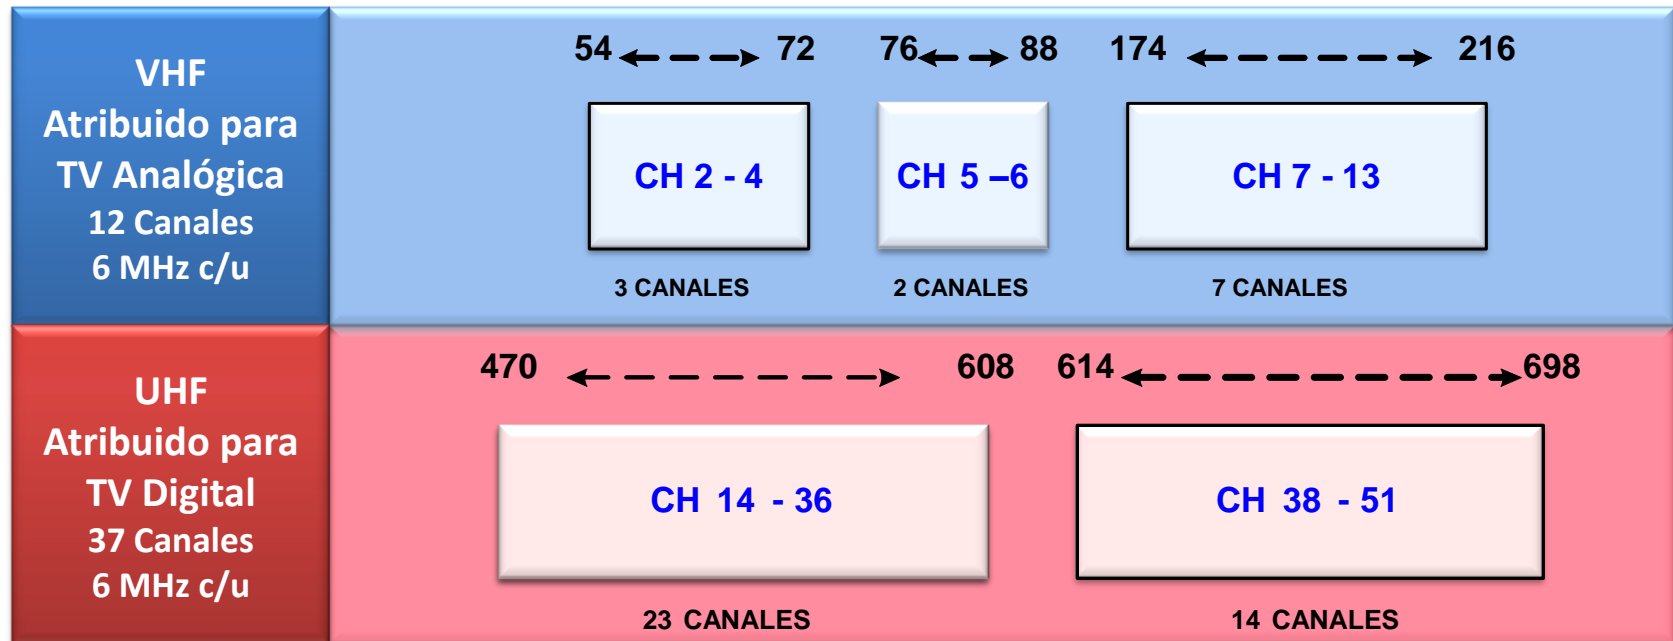 VHF
Atribuido para
TV Analógica
12 Canales
6 MHz c/u
54 72 76 88 174 216
CH 2 - 4
CH 5 –6
CH 7 - 13
3 CANALES
2 CANALES
7 CANALES
UHF
Atribuido para
TV Digital
37 Canales
6 MHz c/u
470 608 614 698
CH 14 - 36
CH 38 - 51
23 CANALES
14 CANALES